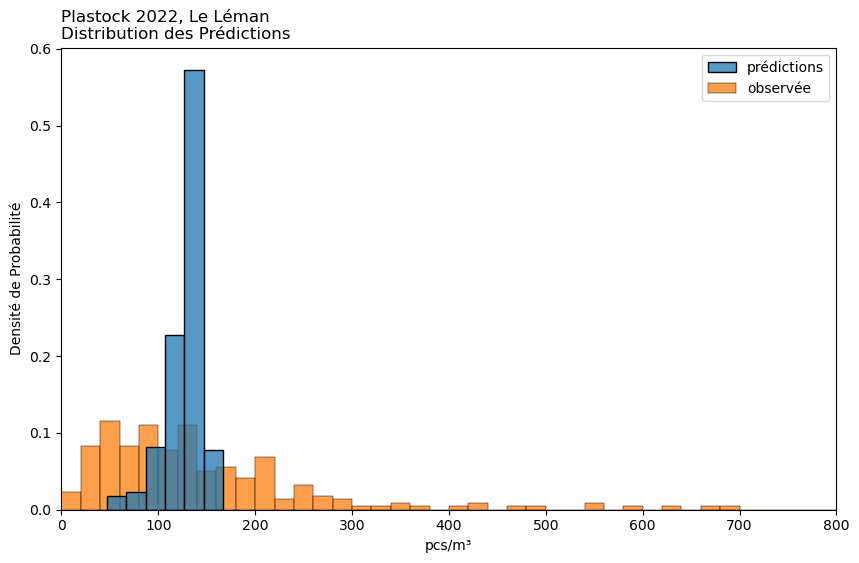 Plastock 2022, Le Léman
Distribution des Prédictions
prédictions
observée
Densité de Probabilité
0.6
0.5
0.4
0.3
0.2
0.1
0.0
0 100 200 300 400 500 600 700 800
pcs/m³